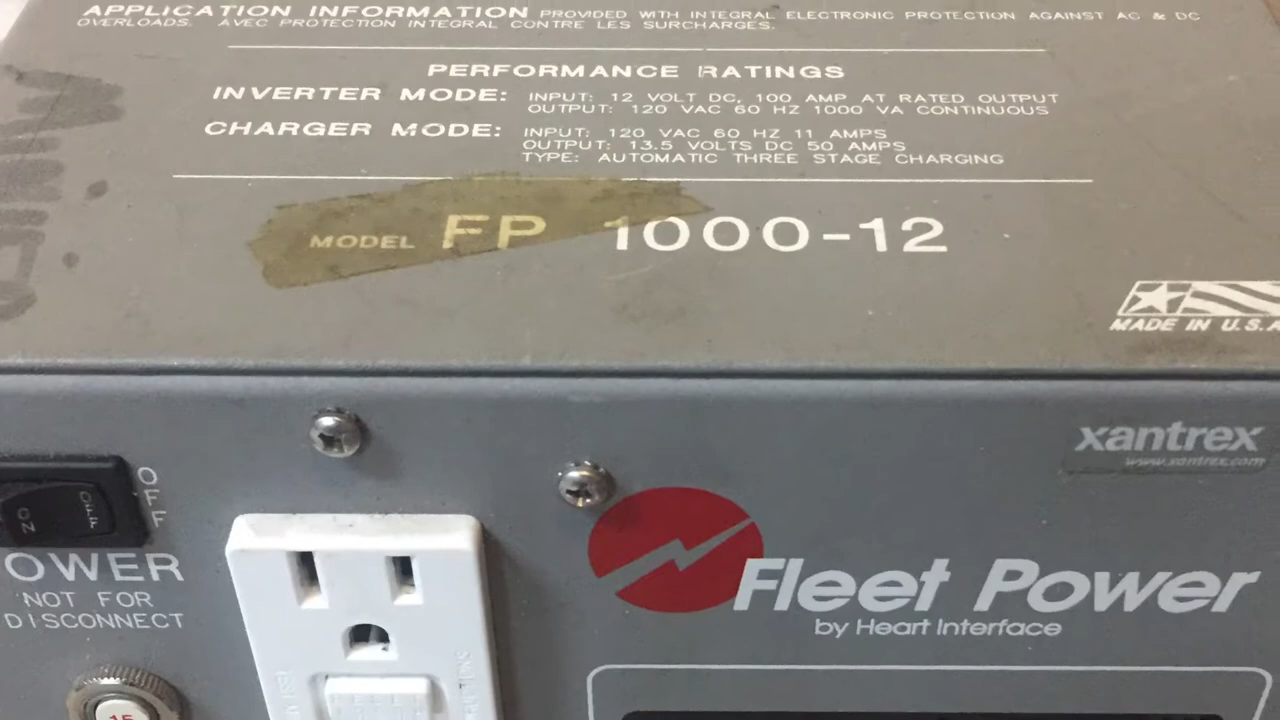 APPLICATION INFORMATION PROVIDED WITH INTEGRAL ELECTRONIC PROTECTION AGAINST AC & DC
OVERLOADS. AVEC PROTECTION INTEGRAL CONTRE LES SURCHARGES.
PERFORMANCE RATINGS
INVERTER MODE: INPUT: 12 VOLT DC, 100 AMP AT RATED OUTPUT
OUTPUT: 120 VAC 60 HZ 1000 VA CONTINUOUS
CHARGER MODE: INPUT: 120 VAC 60 HZ 11 AMPS
OUTPUT: 13.5 VOLTS DC 50 AMPS
TYPE: AUTOMATIC THREE STAGE CHARGING
MODEL FP 1000-12
MADE IN U.S.A
xantrex
www.xantrex.com
OFF
ON OFF
OWER
NOT FOR
DISCONNECT
Fleet Power
by Heart Interface
15